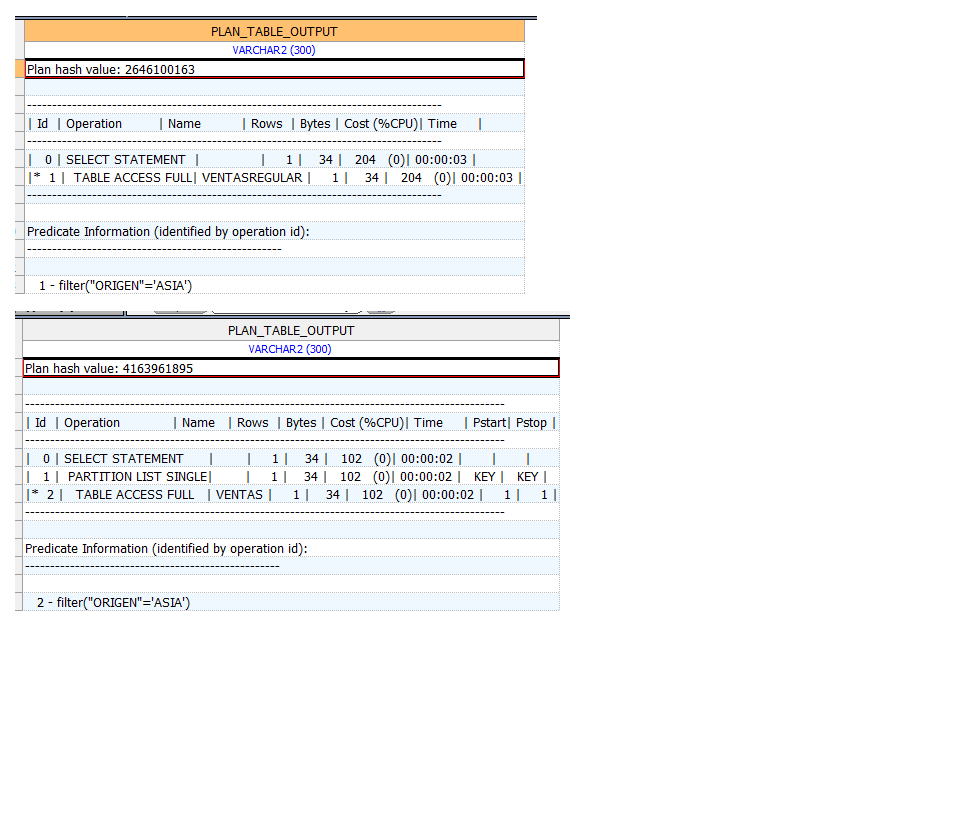 PLAN_TABLE_OUTPUT
VARCHAR2 (300)
Plan hash value: 2646100163
-----------------------------------------------------------------------------------
| Id | Operation | Name | Rows | Bytes | Cost (%CPU)| Time |
-----------------------------------------------------------------------------------
| 0 | SELECT STATEMENT | | 1 | 34 | 204 (0)| 00:00:03 |
|* 1 | TABLE ACCESS FULL| VENTASREGULAR | 1 | 34 | 204 (0)| 00:00:03 |
-----------------------------------------------------------------------------------
Predicate Information (identified by operation id):
---------------------------------------------------
1 - filter("ORIGEN"='ASIA')
PLAN_TABLE_OUTPUT
VARCHAR2 (300)
Plan hash value: 4163961895
------------------------------------------------------------------------------------------------
| Id | Operation | Name | Rows | Bytes | Cost (%CPU)| Time | Pstart| Pstop |
------------------------------------------------------------------------------------------------
| 0 | SELECT STATEMENT | | 1 | 34 | 102 (0)| 00:00:02 | | |
| 1 | PARTITION LIST SINGLE| | 1 | 34 | 102 (0)| 00:00:02 | KEY | KEY |
|* 2 | TABLE ACCESS FULL | VENTAS | 1 | 34 | 102 (0)| 00:00:02 | 1 | 1 |
------------------------------------------------------------------------------------------------
Predicate Information (identified by operation id):
---------------------------------------------------
2 - filter("ORIGEN"='ASIA')